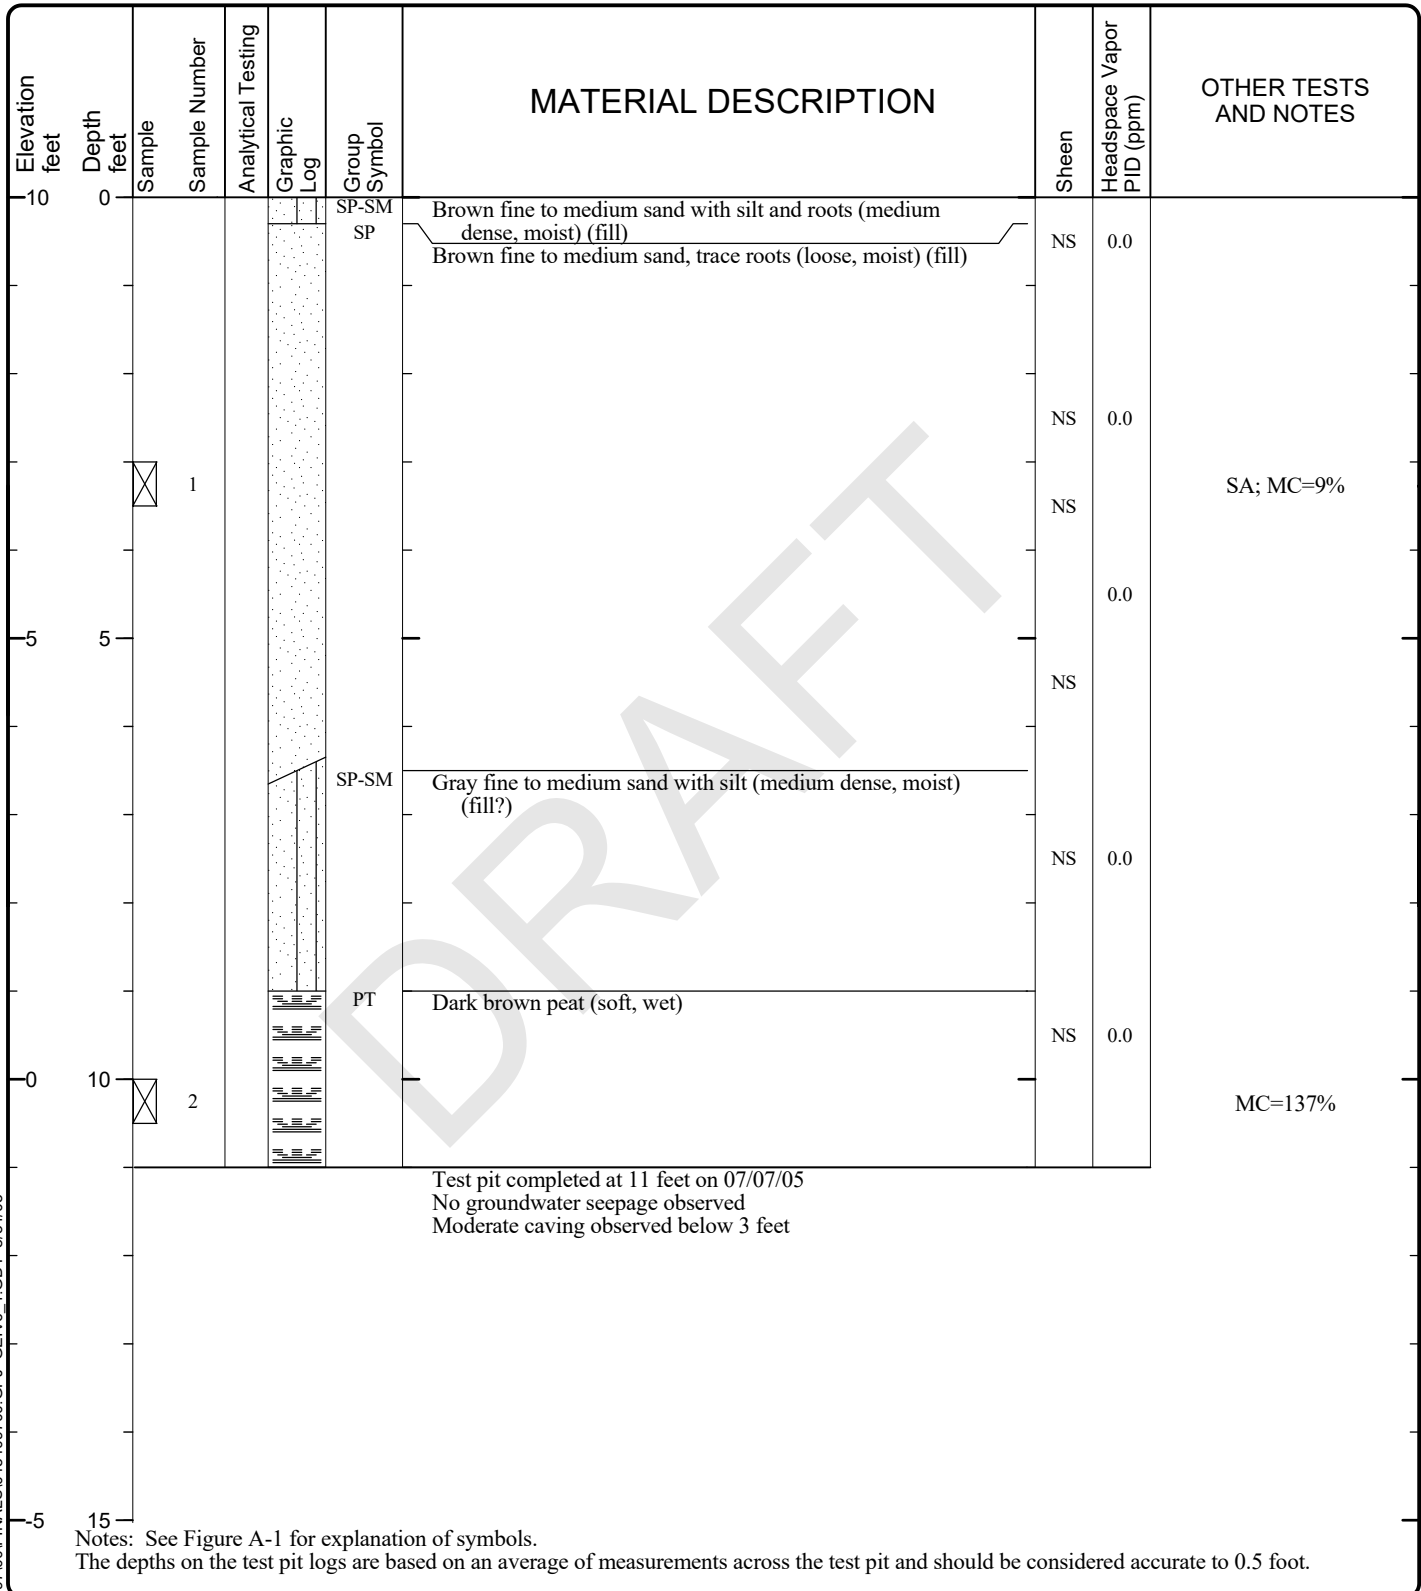 Elevation
feet
Depth
feet
Sample
Sample Number
Analytical Testing
Graphic
Log
Group
Symbol
MATERIAL DESCRIPTION
Sheen
Headspace Vapor
PID (ppm)
OTHER TESTS
AND NOTES
10 0
SP-SM Brown fine to medium sand with silt and roots (medium
dense, moist) (fill)
SP NS 0.0
Brown fine to medium sand, trace roots (loose, moist) (fill)
NS 0.0
1 SA; MC=9%
NS
0.0
5 5
NS
SP-SM Gray fine to medium sand with silt (medium dense, moist)
(fill?)
NS 0.0
PT Dark brown peat (soft, wet)
NS 0.0
0 10
2 MC=137%
Test pit completed at 11 feet on 07/07/05
No groundwater seepage observed
Moderate caving observed below 3 feet
-5 15
Notes: See Figure A-1 for explanation of symbols.
The depths on the test pit logs are based on an average of measurements across the test pit and should be considered accurate to 0.5 foot.
DRAFT